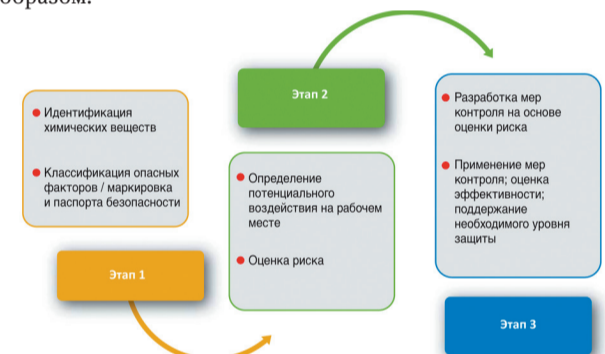 образом:
Идентификация
химических веществ
Классификация опасных
факторов / маркировка
и паспорта безопасности
Этап 1
Этап 2
Определение
потенциального
воздействия на рабочем
месте
Оценка риска
Разработка мер
контроля на основе
оценки риска
Применение мер
контроля; оценка
эффективности;
поддержание
необходимого уровня
защиты
Этап 3